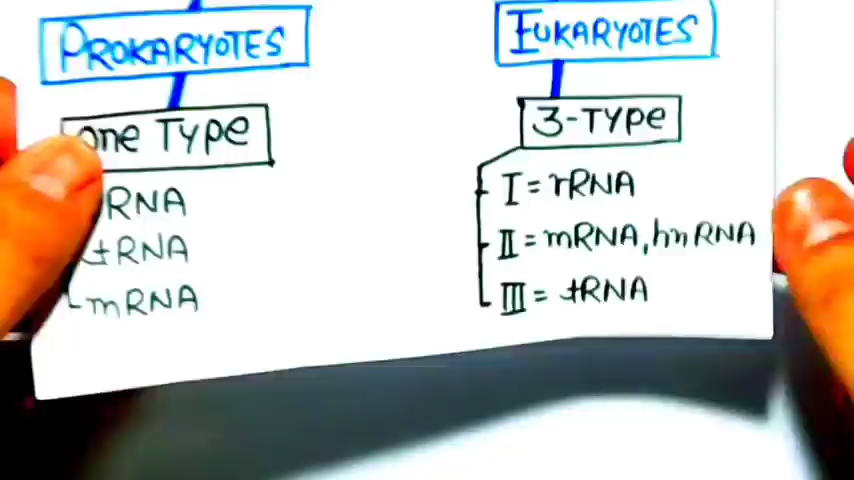 PROKARYOTES
One Type
RNA
tRNA
mRNA
EUKARYOTES
3-TYPe
I = rRNA
II = mRNA, hnRNA
III = tRNA